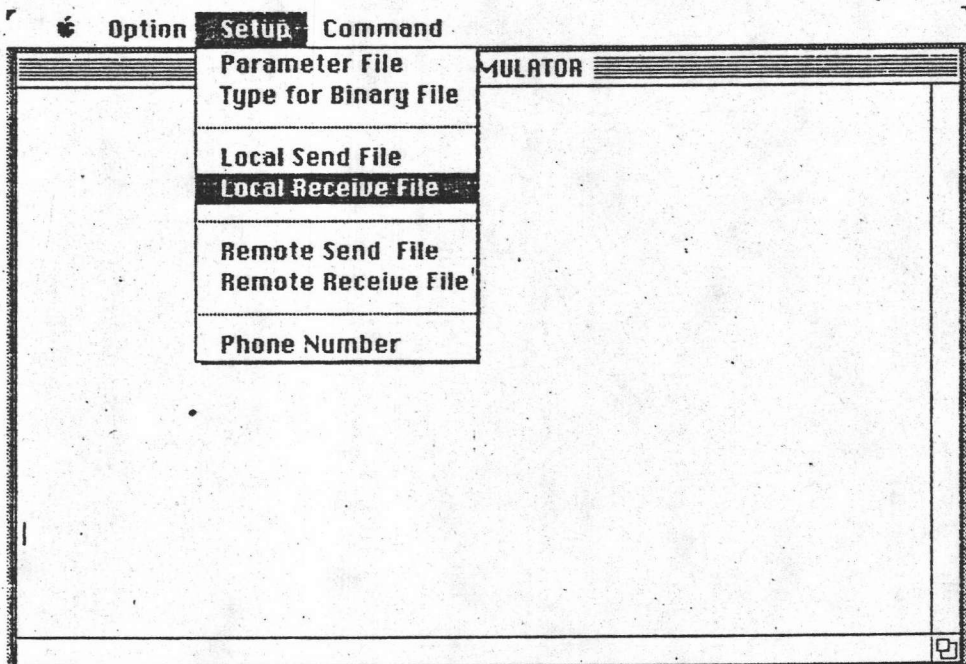 Option Setup Command
MULATOR
Parameter File
Type for Binary File
Local Send File
Local Receive File
Remote Send File
Remote Receive File
Phone Number